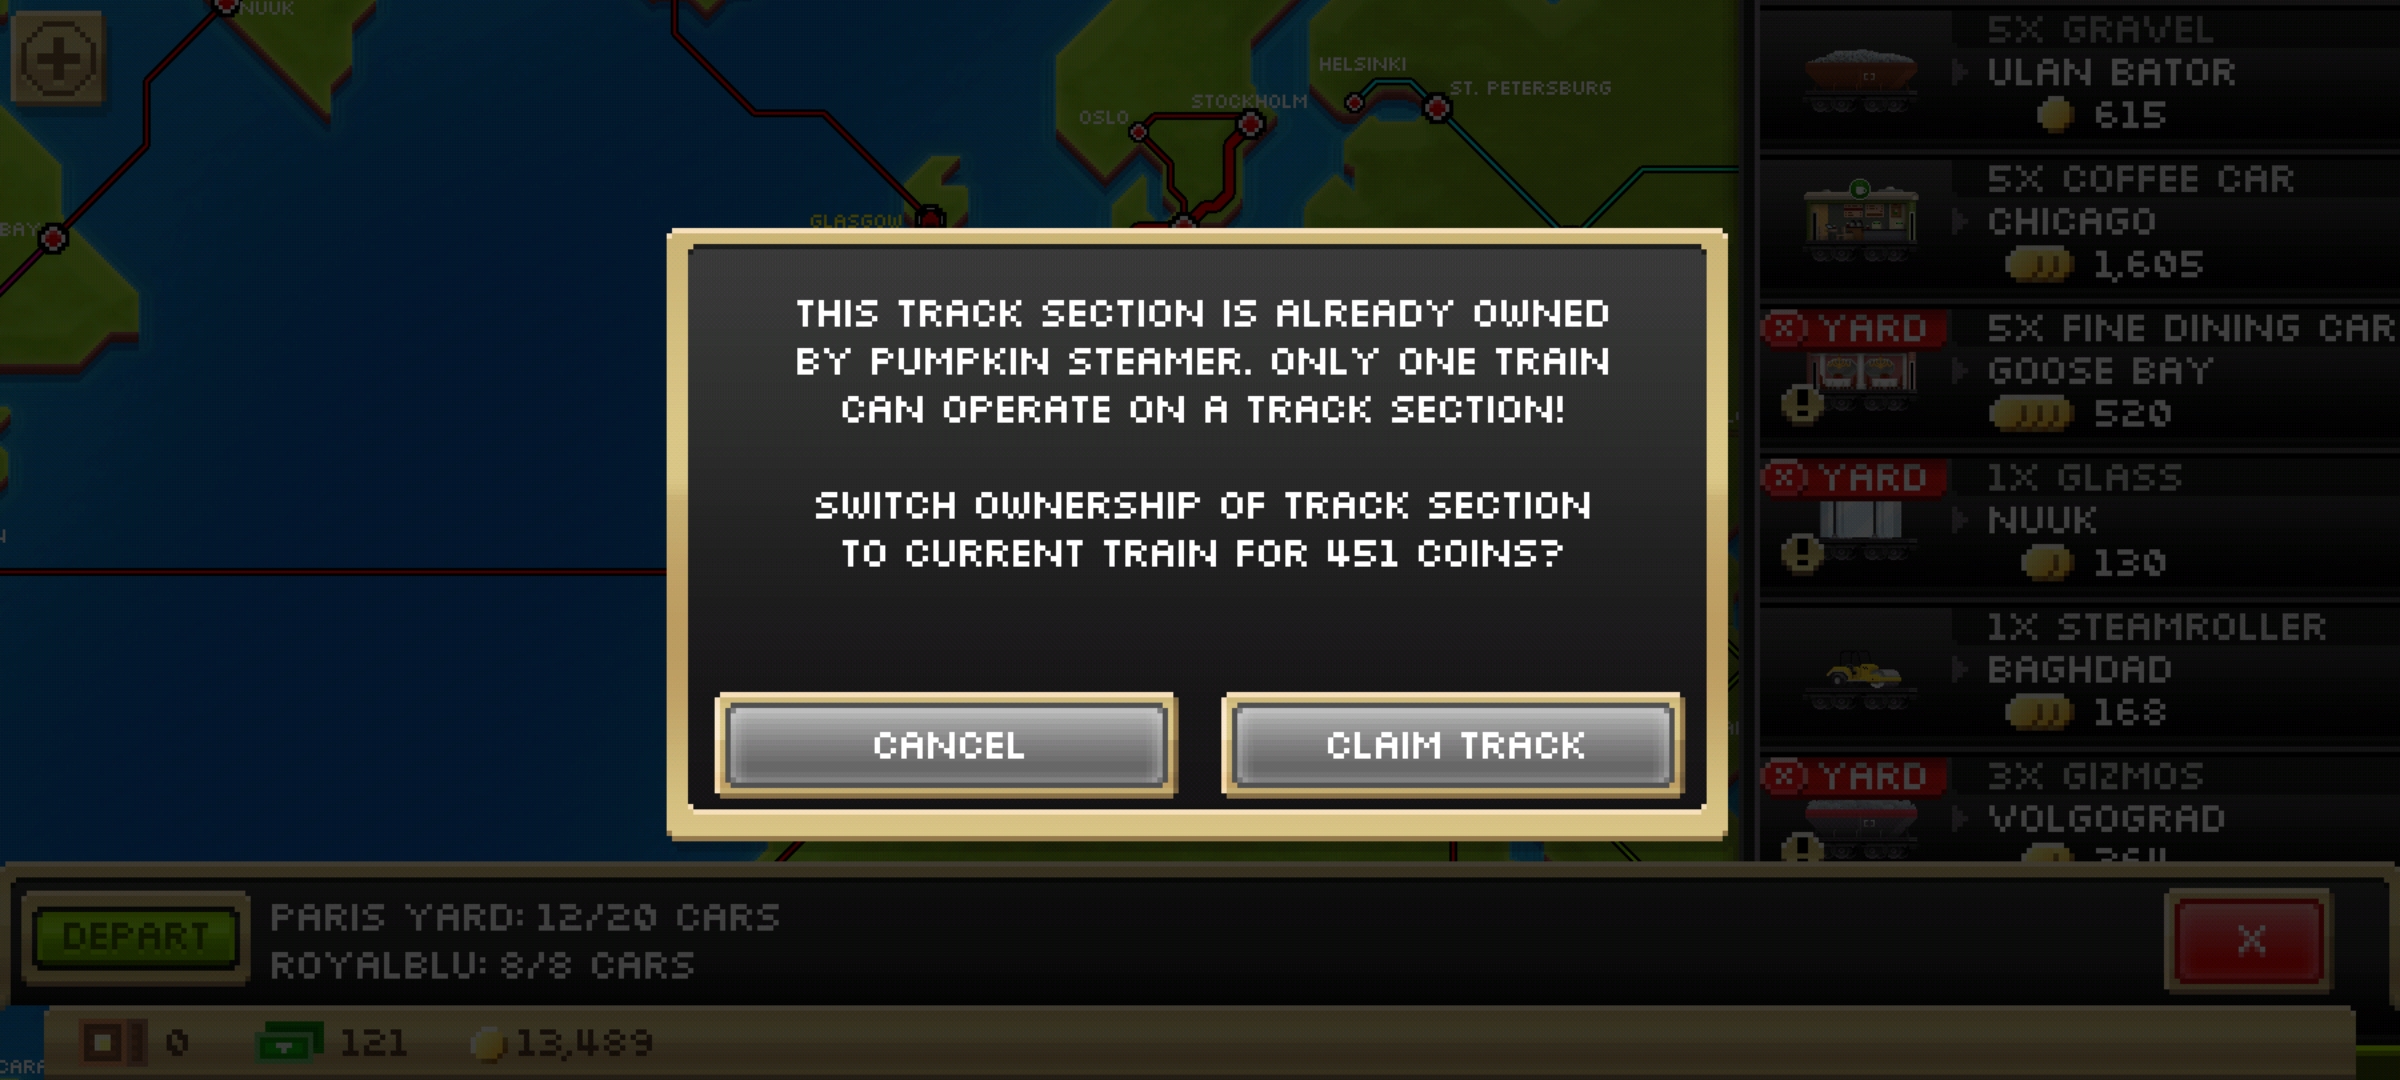 NUUK
HELSINKI
ST. PETERSBURG
STOCKHOLM
OSLO
GLASGOW
BAY
THIS TRACK SECTION IS ALREADY OWNED
BY PUMPKIN STEAMER. ONLY ONE TRAIN
CAN OPERATE ON A TRACK SECTION!
SWITCH OWNERSHIP OF TRACK SECTION
TO CURRENT TRAIN FOR 451 COINS?
CANCEL
CLAIM TRACK
5X GRAVEL
ULAN BATOR
615
5X COFFEE CAR
CHICAGO
1,605
YARD
5X FINE DINING CAR
GOOSE BAY
520
YARD
1X GLASS
NUUK
130
1X STEAMROLLER
BAGHDAD
168
YARD
3X GIZMOS
VOLGOGRAD
DEPART
PARIS YARD: 12/20 CARS
ROYALBLU: 8/8 CARS
X
0
121
13,489
CARA